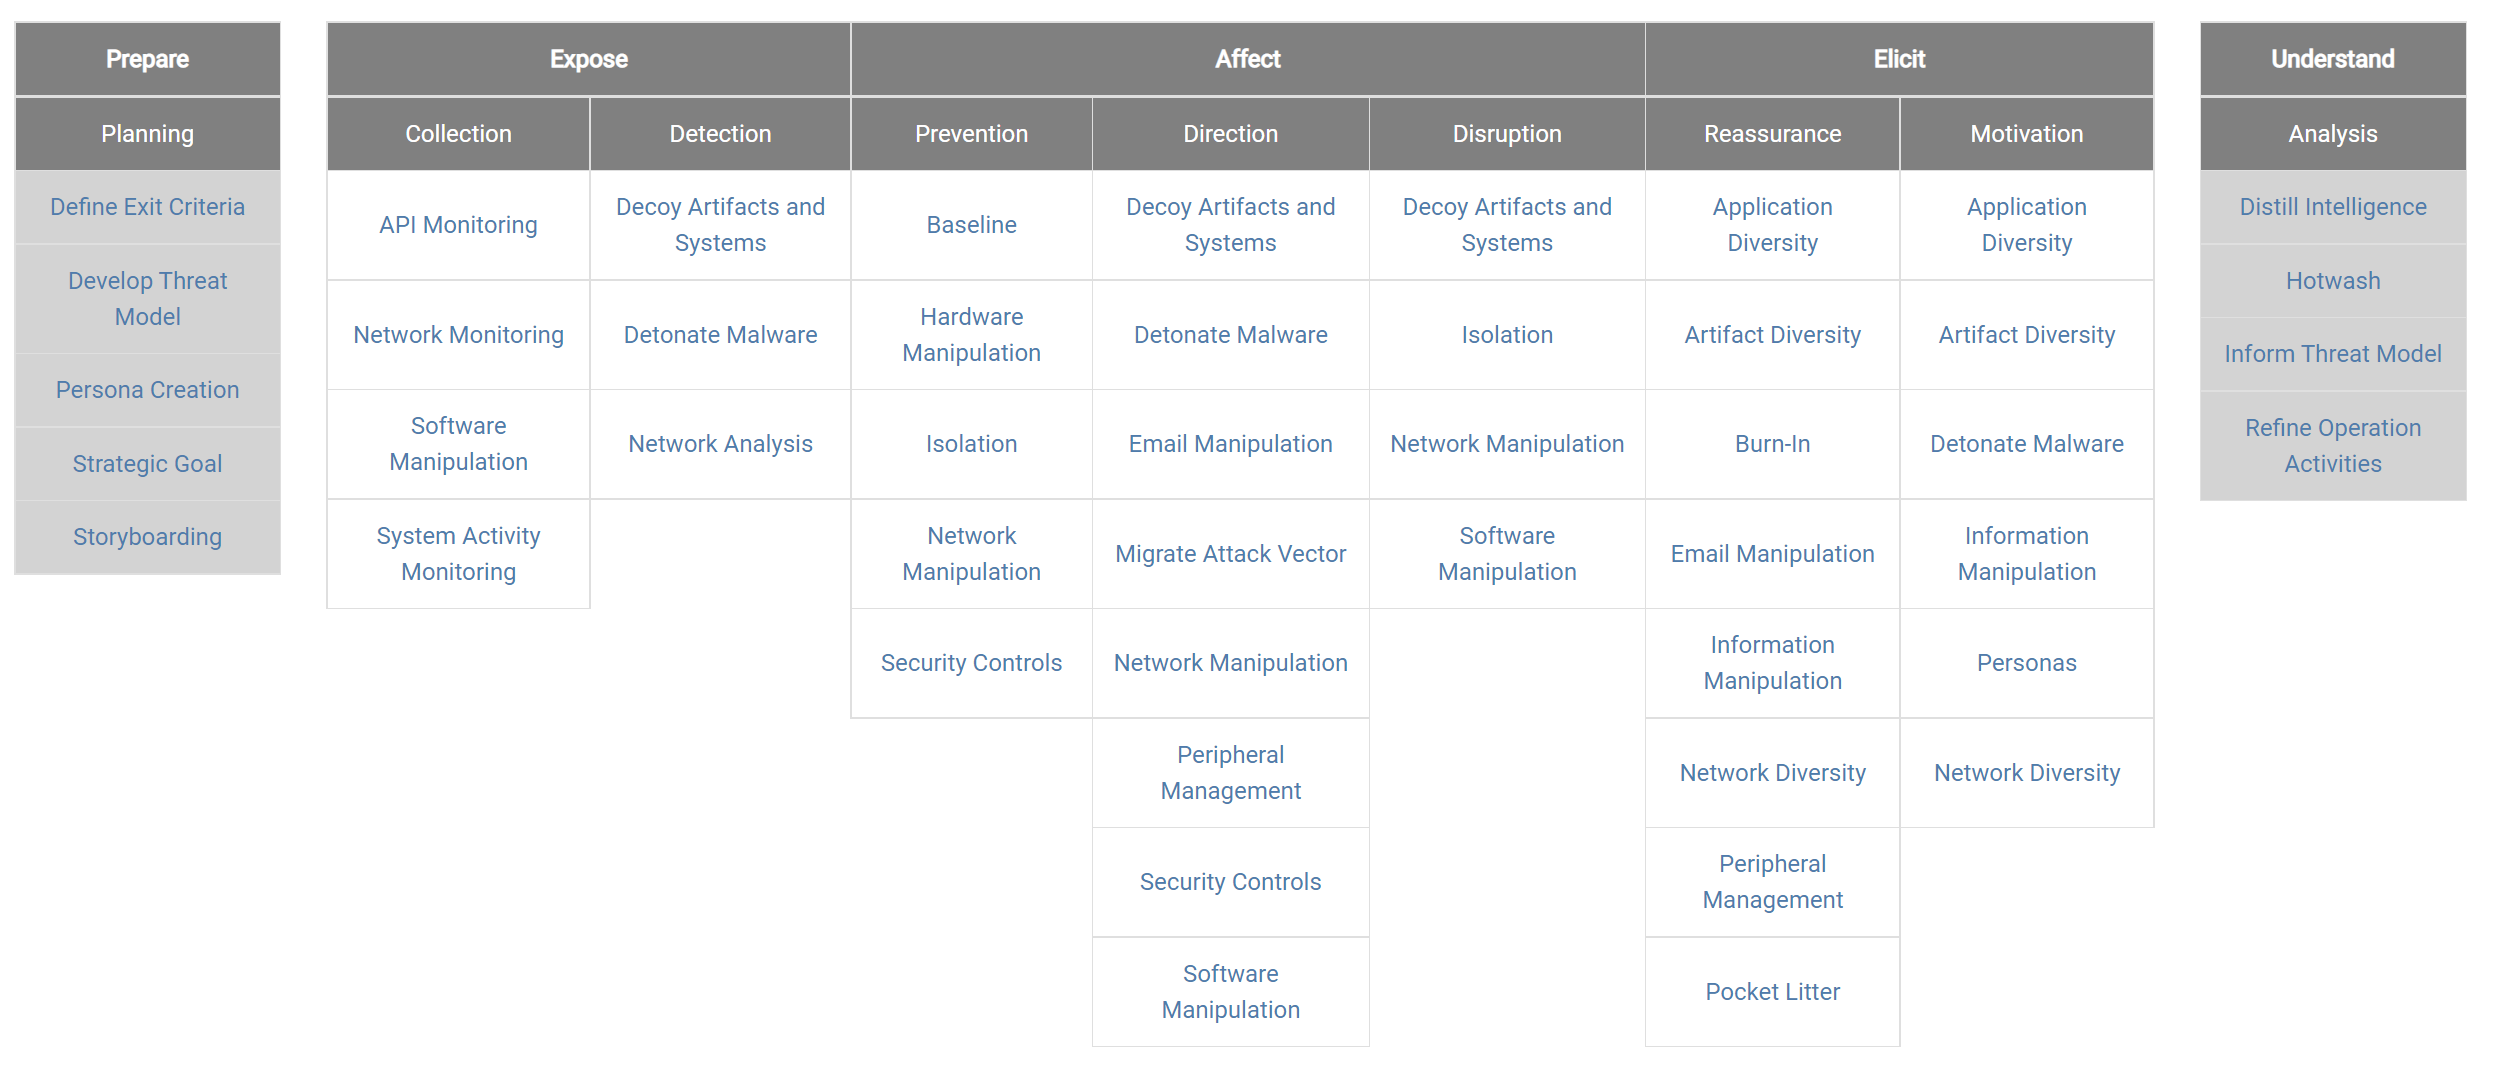 Prepare
Planning
Define Exit Criteria
Develop Threat
Model
Persona Creation
Strategic Goal
Storyboarding
Expose
Collection
API Monitoring
Network Monitoring
Software
Manipulation
System Activity
Monitoring
Detection
Decoy Artifacts and
Systems
Detonate Malware
Network Analysis
Affect
Prevention
Baseline
Hardware
Manipulation
Isolation
Network
Manipulation
Security Controls
Direction
Decoy Artifacts and
Systems
Detonate Malware
Email Manipulation
Migrate Attack Vector
Network Manipulation
Peripheral
Management
Security Controls
Software
Manipulation
Disruption
Decoy Artifacts and
Systems
Isolation
Network Manipulation
Software
Manipulation
Elicit
Reassurance
Application
Diversity
Artifact Diversity
Burn-In
Email Manipulation
Information
Manipulation
Network Diversity
Peripheral
Management
Pocket Litter
Motivation
Application
Diversity
Artifact Diversity
Detonate Malware
Information
Manipulation
Personas
Network Diversity
Understand
Analysis
Distill Intelligence
Hotwash
Inform Threat Model
Refine Operation
Activities